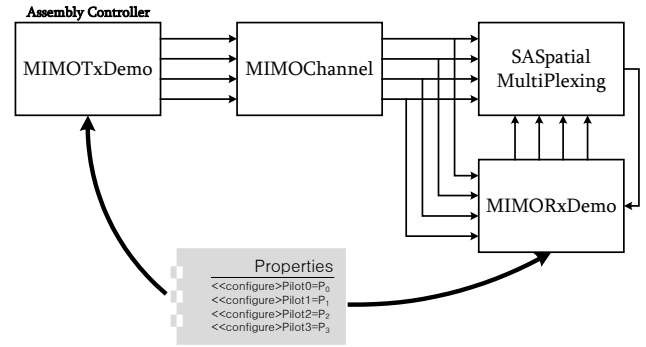 Assembly Controller
MIMOTxDemo
MIMOChannel
SASpatial
MultiPlexing
MIMORxDemo
Properties
<<configure>Pilot0=P0
<<configure>Pilot1=P1
<<configure>Pilot2=P2
<<configure>Pilot3=P3